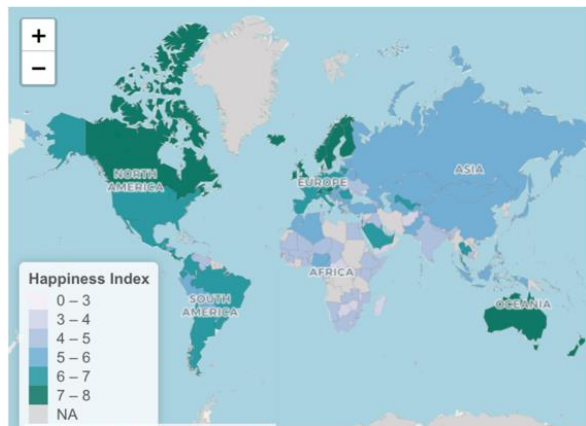 +
−
NORTH
AMERICA
EUROPE
ASIA
AFRICA
SOUTH
AMERICA
OCEANIA
Happiness Index
0 – 3
3 – 4
4 – 5
5 – 6
6 – 7
7 – 8
NA